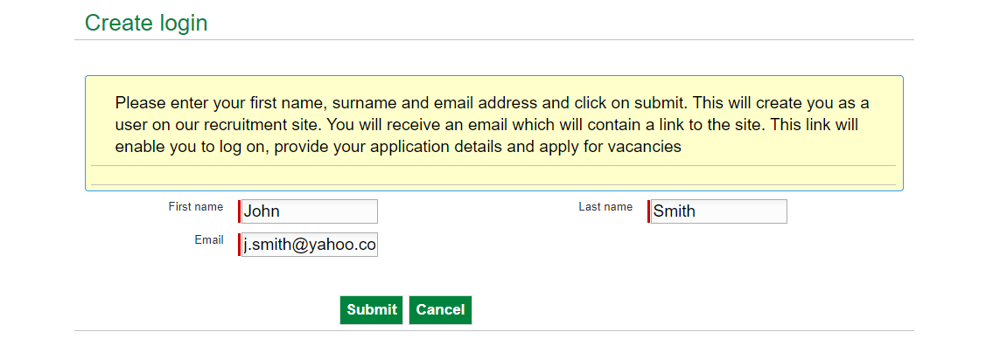 Create login
Please enter your first name, surname and email address and click on submit. This will create you as a
user on our recruitment site. You will receive an email which will contain a link to the site. This link will
enable you to log on, provide your application details and apply for vacancies
First name John Last name Smith
Email j.smith@yahoo.co
Submit Cancel